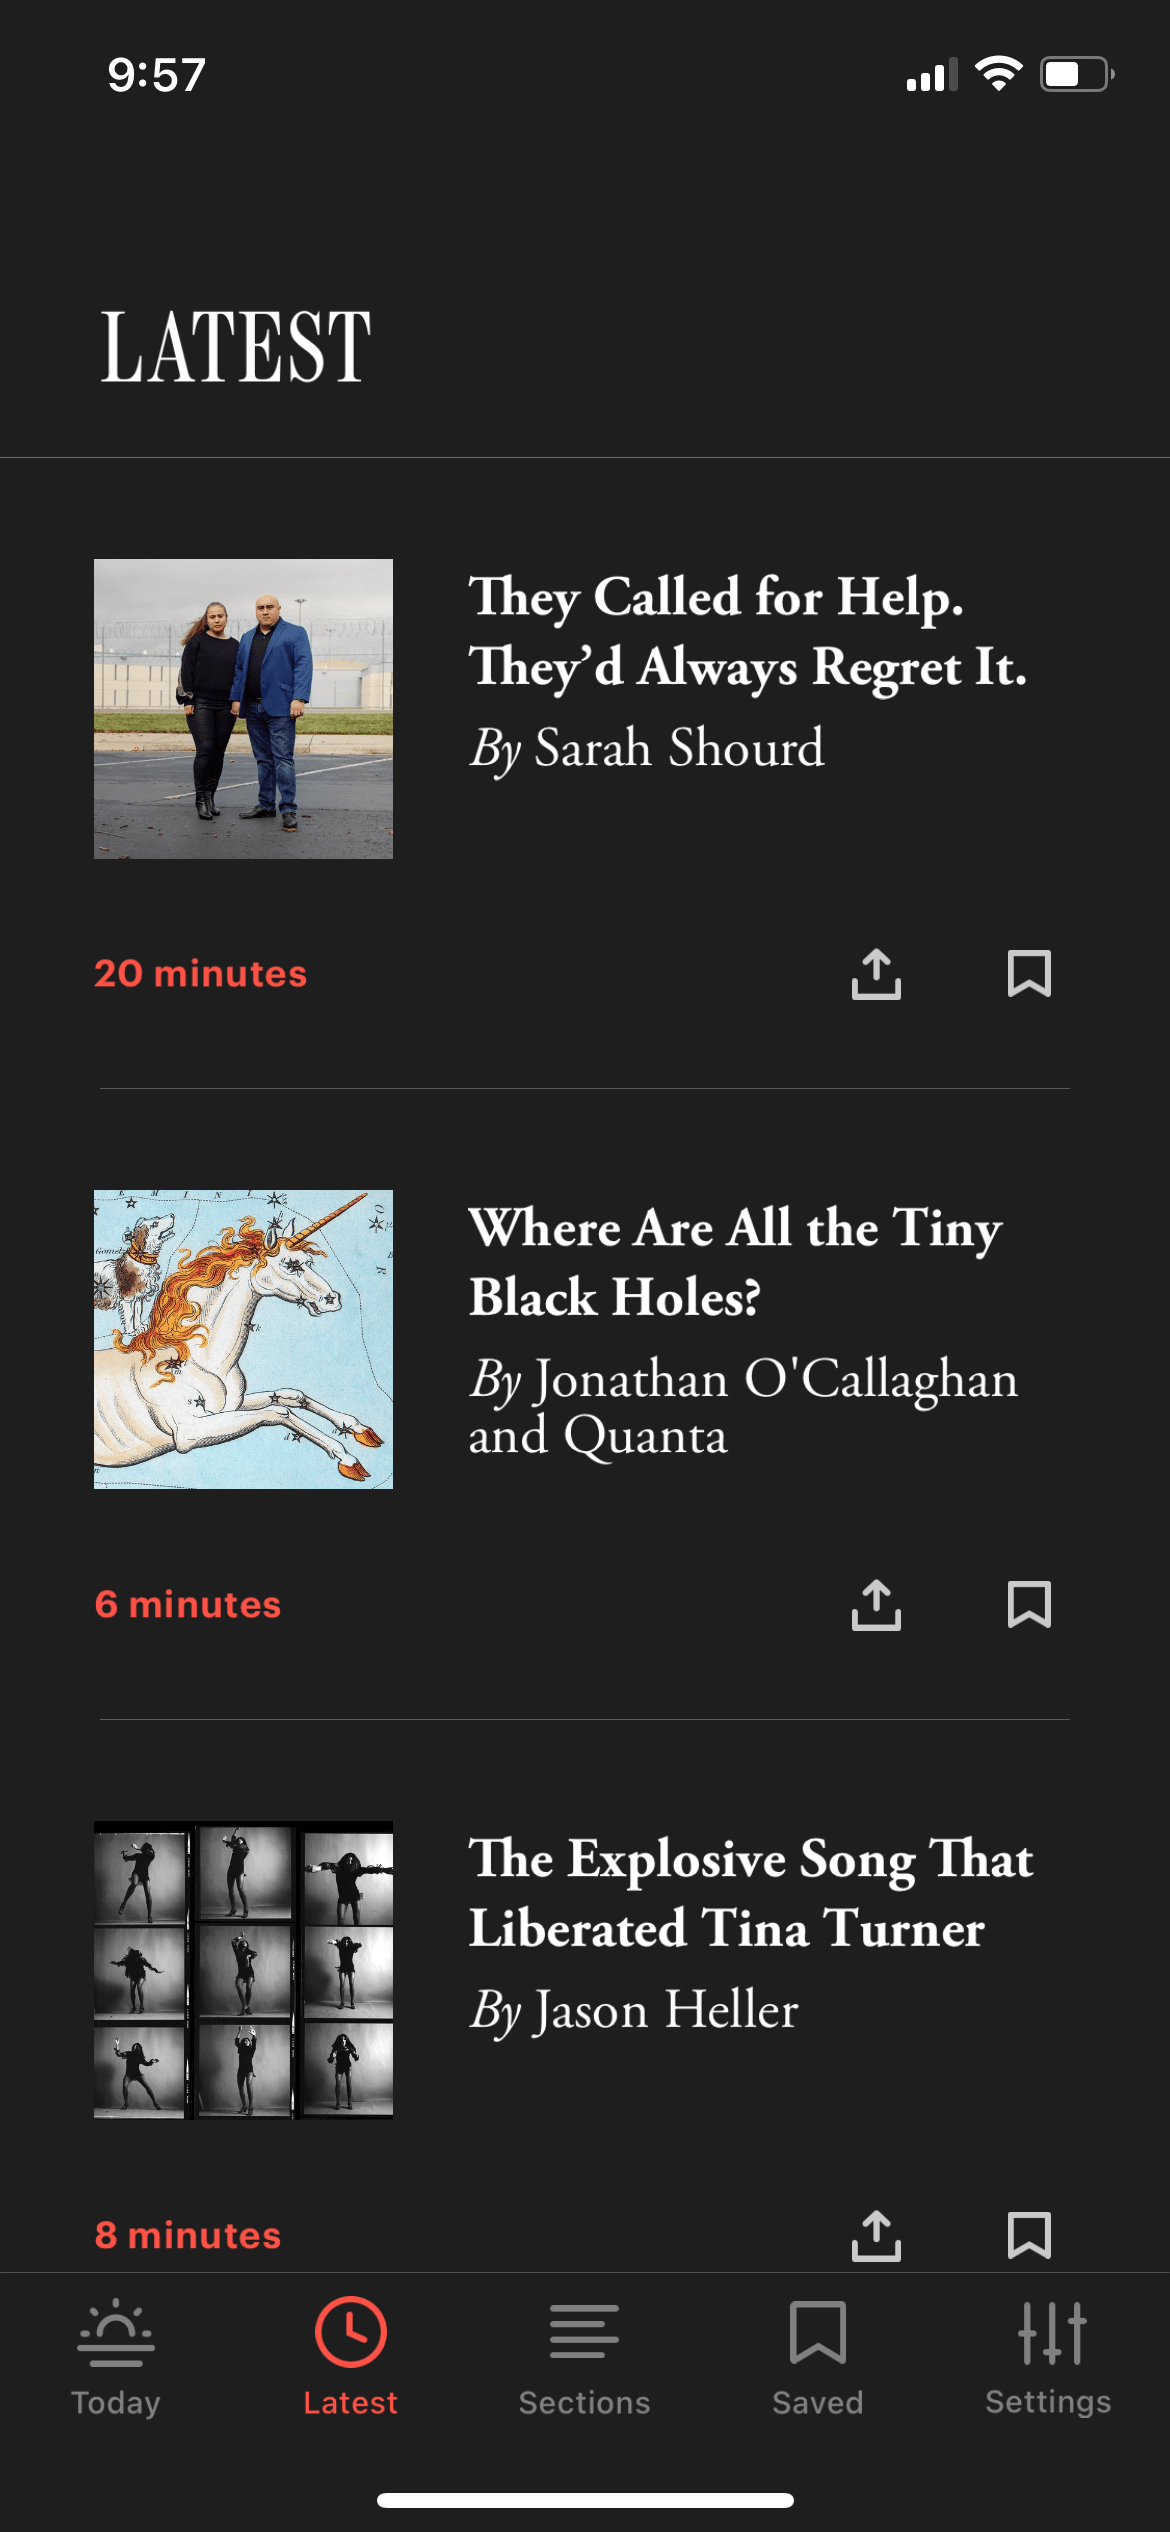 9:57
LATEST
They Called for Help.
They’d Always Regret It.
By Sarah Shourd
20 minutes
Where Are All the Tiny
Black Holes?
By Jonathan O'Callaghan
and Quanta
6 minutes
The Explosive Song That
Liberated Tina Turner
By Jason Heller
8 minutes
Today
Latest
Sections
Saved
Settings